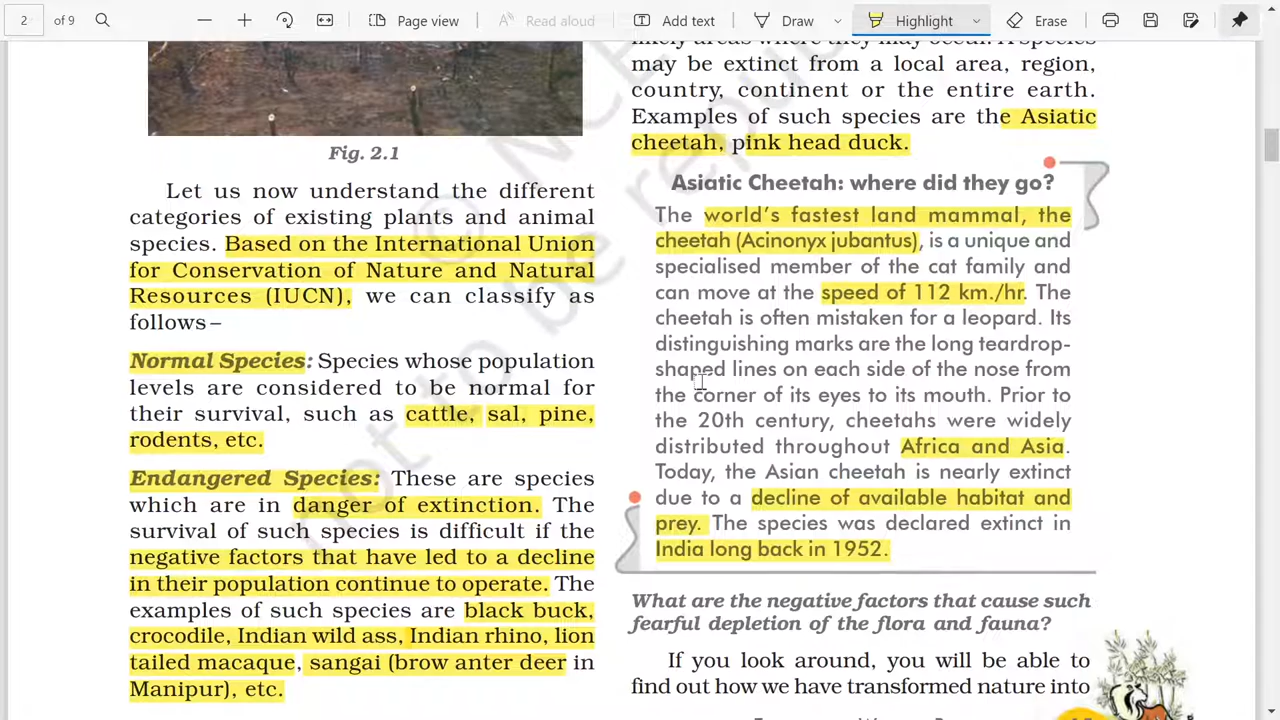 2 of 9 Page view Read aloud Add text Draw Highlight Erase
Fig. 2.1
Let us now understand the different
categories of existing plants and animal
species. Based on the International Union
for Conservation of Nature and Natural
Resources (IUCN), we can classify as
follows –
Normal Species: Species whose population
levels are considered to be normal for
their survival, such as cattle, sal, pine,
rodents, etc.
Endangered Species: These are species
which are in danger of extinction. The
survival of such species is difficult if the
negative factors that have led to a decline
in their population continue to operate. The
examples of such species are black buck,
crocodile, Indian wild ass, Indian rhino, lion
tailed macaque, sangai (brow anter deer in
Manipur), etc.
likely areas where they may occur. A species
may be extinct from a local area, region,
country, continent or the entire earth.
Examples of such species are the Asiatic
cheetah, pink head duck.
Asiatic Cheetah: where did they go?
The world's fastest land mammal, the
cheetah (Acinonyx jubantus), is a unique and
specialised member of the cat family and
can move at the speed of 112 km./hr. The
cheetah is often mistaken for a leopard. Its
distinguishing marks are the long teardrop-
shaped lines on each side of the nose from
the corner of its eyes to its mouth. Prior to
the 20th century, cheetahs were widely
distributed throughout Africa and Asia.
Today, the Asian cheetah is nearly extinct
due to a decline of available habitat and
prey. The species was declared extinct in
India long back in 1952.
What are the negative factors that cause such
fearful depletion of the flora and fauna?
If you look around, you will be able to
find out how we have transformed nature into